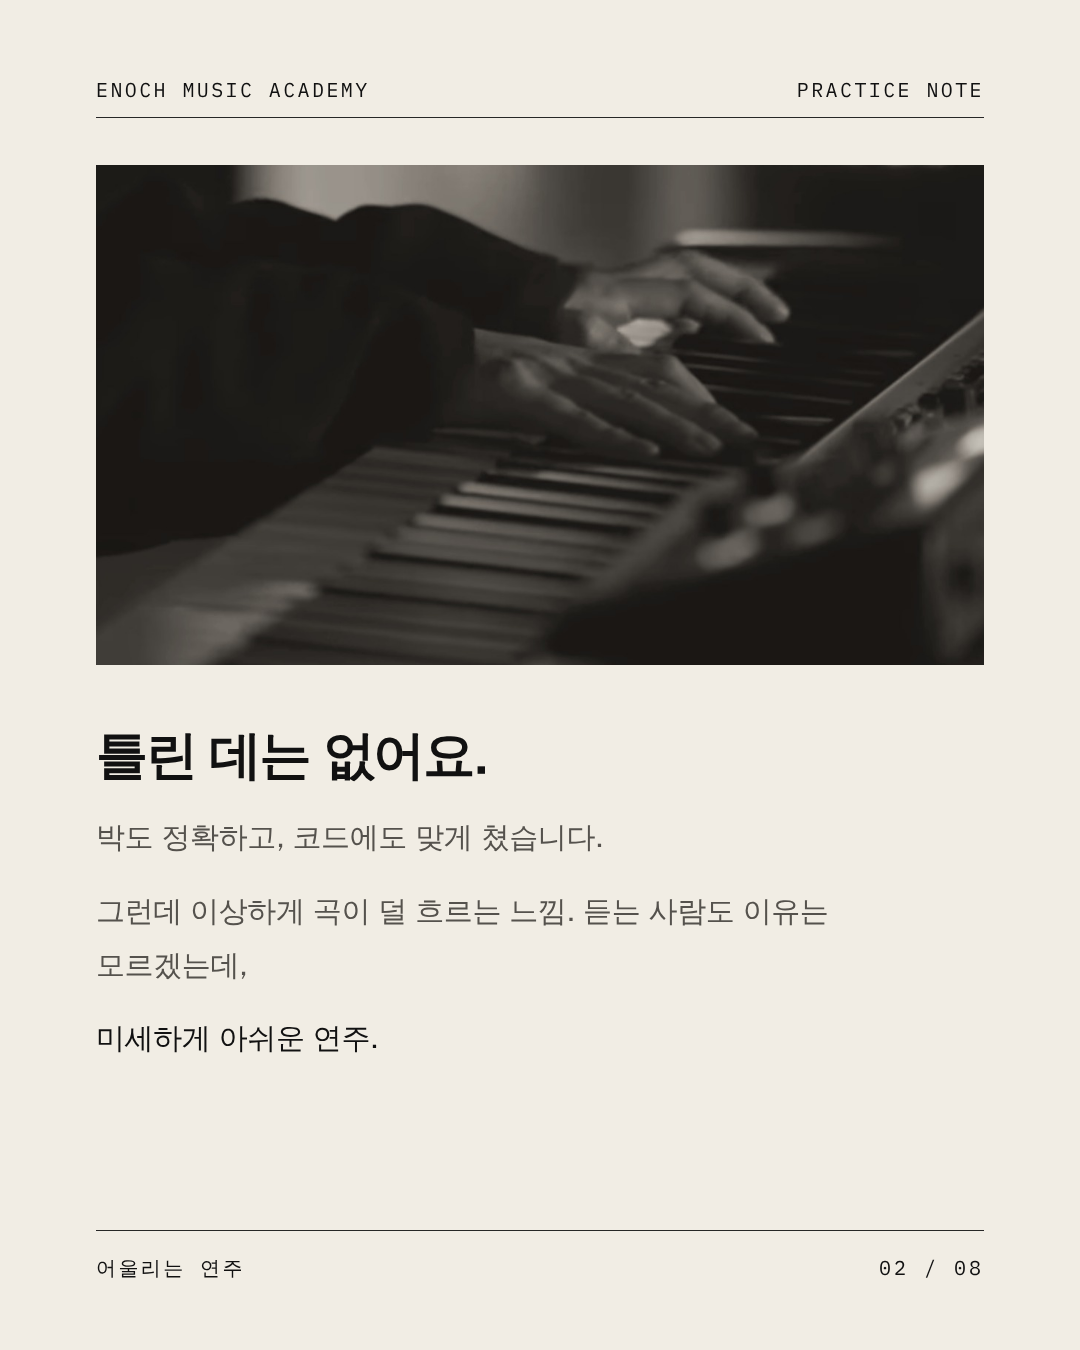 ENOCH MUSIC ACADEMY
PRACTICE NOTE
틀린 데는 없어요.
박도 정확하고, 코드에도 맞게 쳤습니다.
그런데 이상하게 곡이 덜 흐르는 느낌. 듣는 사람도 이유는
모르겠는데,
미세하게 아쉬운 연주.
어울리는 연주
02 / 08